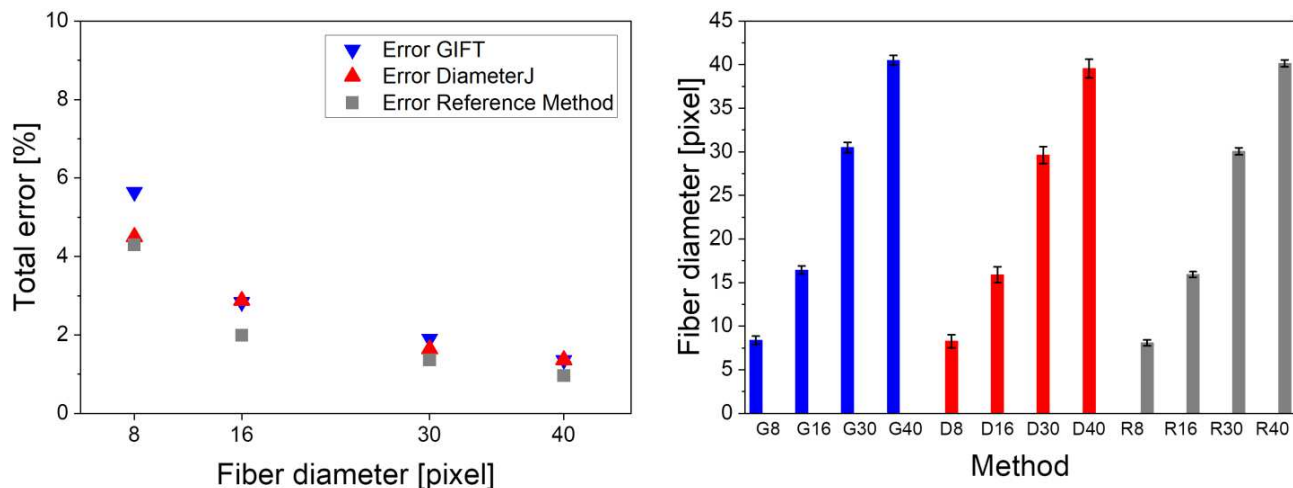 Total error [%]
10
8
6
4
2
0
Error GIFT
Error DiameterJ
Error Reference Method
8 16 30 40
Fiber diameter [pixel]
Fiber diameter [pixel]
45
40
35
30
25
20
15
10
5
0
G8 G16 G30 G40 D8 D16 D30 D40 R8 R16 R30 R40
Method